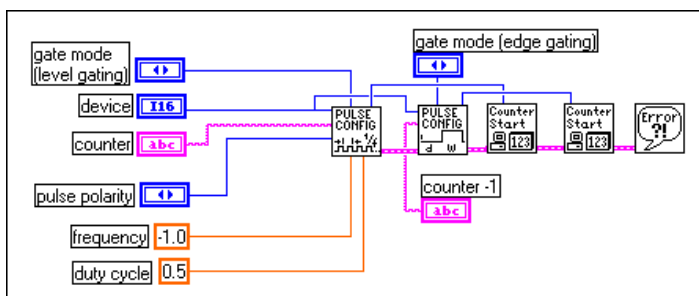 gate mode
(level gating)
gate mode (edge gating)
device
I16
counter
abc
pulse polarity
frequency
-1.0
duty cycle
0.5
PULSE
CONFIG
PULSE
CONFIG
d W
Counter
Start
123
Counter
Start
123
Error
?!
counter -1
abc